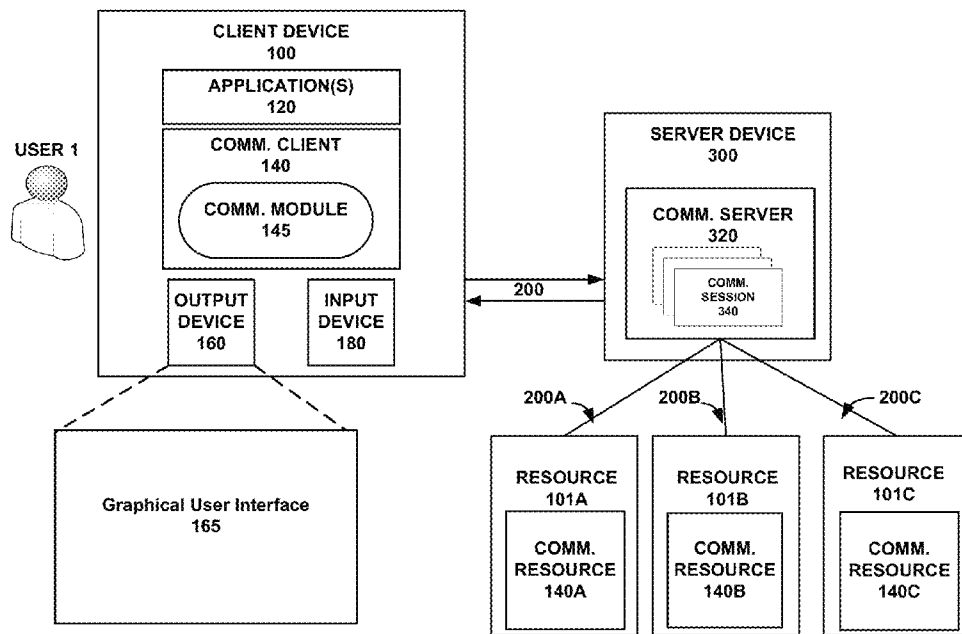 CLIENT DEVICE
100
APPLICATION(S)
120
USER 1
COMM. CLIENT
140
COMM. MODULE
145
OUTPUT
DEVICE
160
INPUT
DEVICE
180
200
SERVER DEVICE
300
COMM. SERVER
320
COMM.
SESSION
340
Graphical User Interface
165
200A
200B
200C
RESOURCE
101A
COMM.
RESOURCE
140A
RESOURCE
101B
COMM.
RESOURCE
140B
RESOURCE
101C
COMM.
RESOURCE
140C